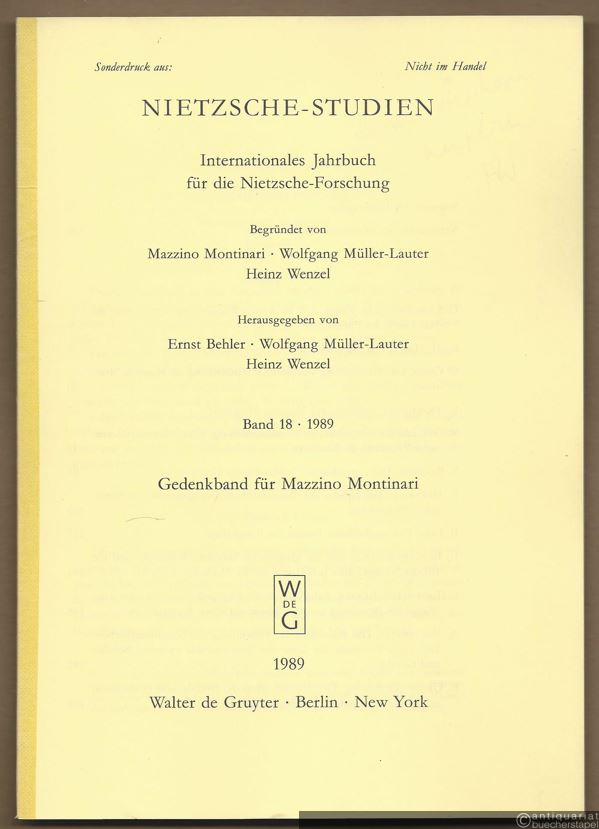 Sonderdruck aus: Nicht im Handel
NIETZSCHE-STUDIEN
Internationales Jahrbuch
für die Nietzsche-Forschung
Begründet von
Mazzino Montinari · Wolfgang Müller-Lauter
Heinz Wenzel
Herausgegeben von
Ernst Behler · Wolfgang Müller-Lauter
Heinz Wenzel
Band 18 · 1989
Gedenkband für Mazzino Montinari
W
DE
G
1989
Walter de Gruyter · Berlin · New York
©antiquariat
buecherstapel